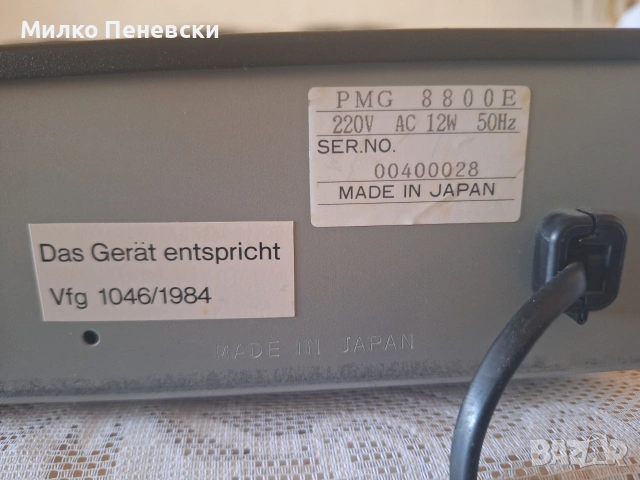 Милко Пеневски
PMG 8800E
220V AC 12W 50Hz
SER.NO.
00400028
MADE IN JAPAN
Das Gerät entspricht
Vfg 1046/1984
MADE IN JAPAN
BAZAR